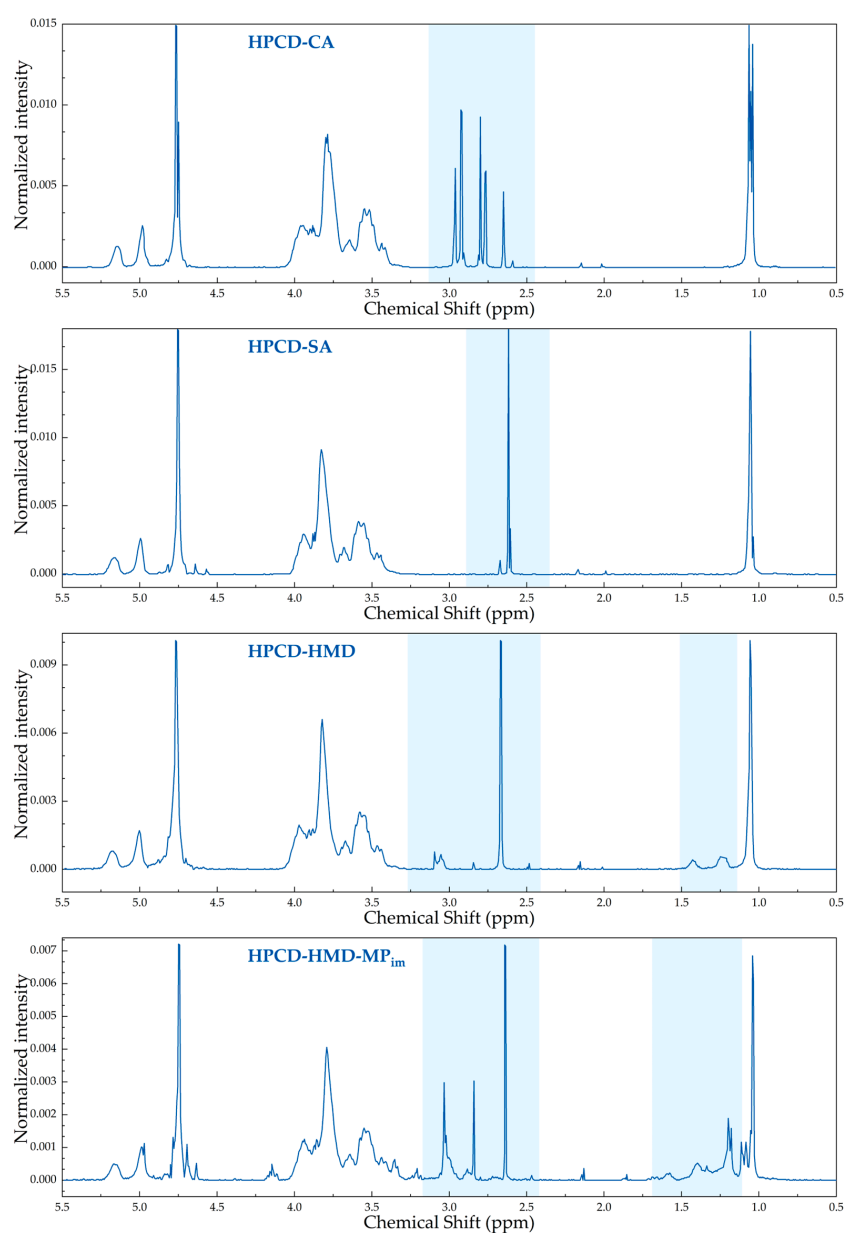 HPCD-CA
Normalized intensity
0.015
0.010
0.005
0.000
5.5 5.0 4.5 4.0 3.5 3.0 2.5 2.0 1.5 1.0 0.5
Chemical Shift (ppm)
HPCD-SA
Normalized intensity
0.015
0.010
0.005
0.000
5.5 5.0 4.5 4.0 3.5 3.0 2.5 2.0 1.5 1.0 0.5
Chemical Shift (ppm)
HPCD-HMD
Normalized intensity
0.009
0.006
0.003
0.000
5.5 5.0 4.5 4.0 3.5 3.0 2.5 2.0 1.5 1.0 0.5
Chemical Shift (ppm)
HPCD-HMD-MPim
Normalized intensity
0.007
0.006
0.005
0.004
0.003
0.002
0.001
0.000
5.5 5.0 4.5 4.0 3.5 3.0 2.5 2.0 1.5 1.0 0.5
Chemical Shift (ppm)